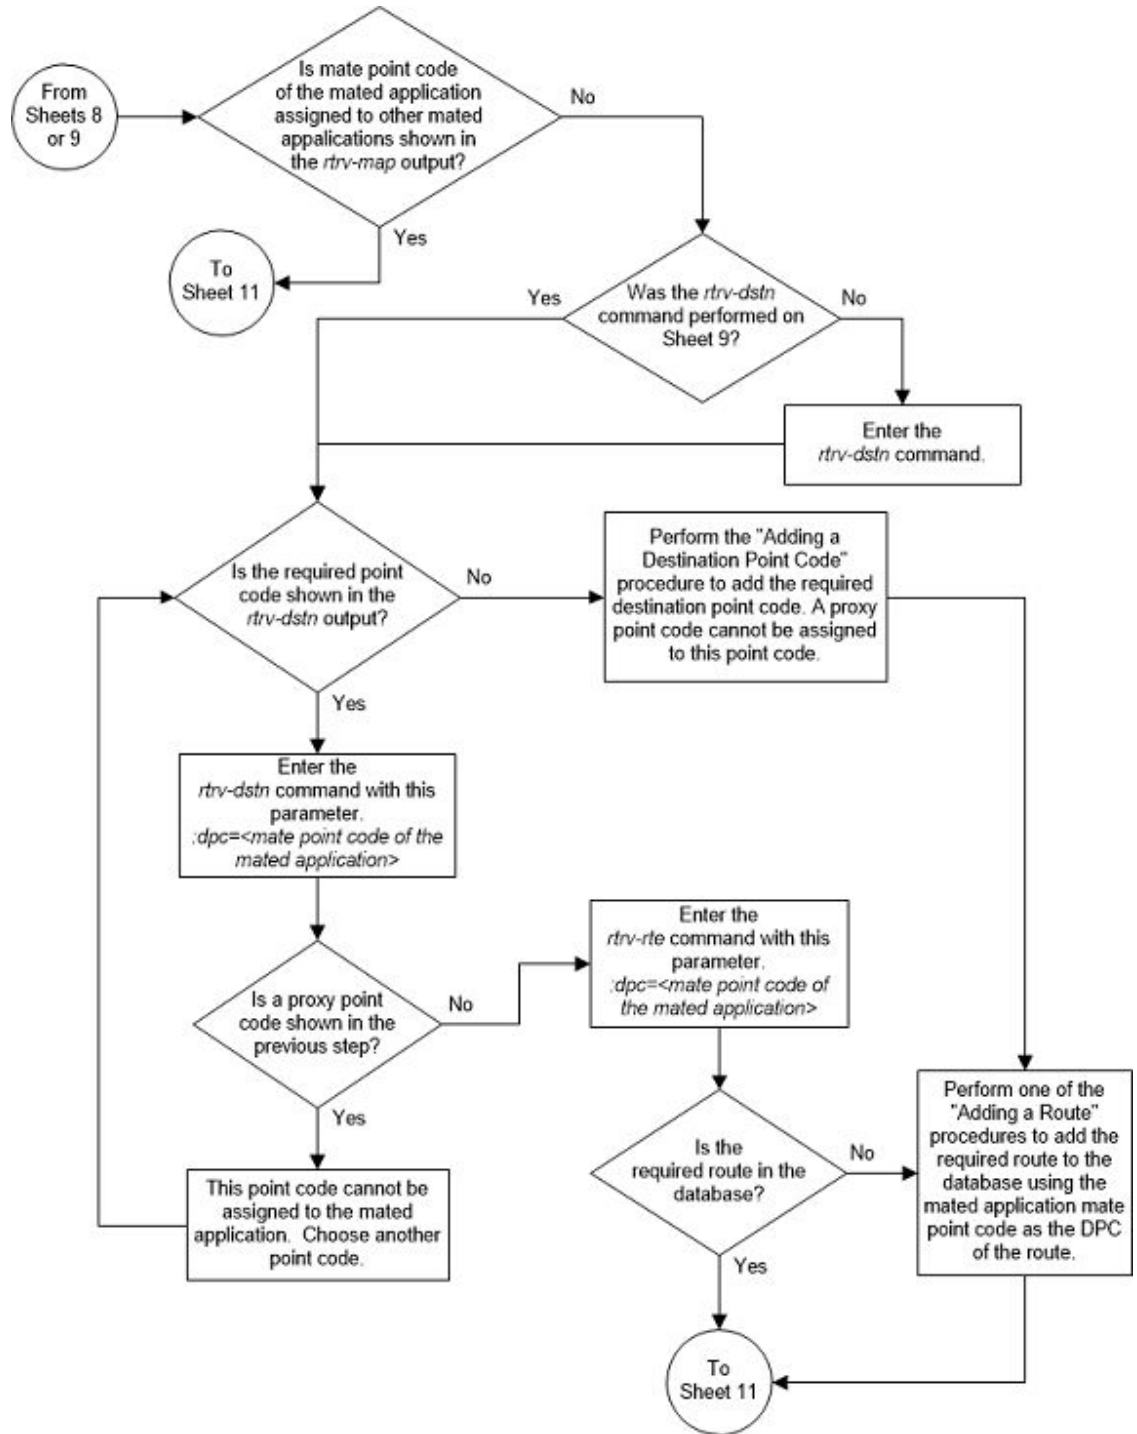 Is mate point code
of the mated application
assigned to other mated
appalications shown in
the rtrv-map output?
From
Sheets 8
or 9
No
Yes
To
Sheet 11
Was the rtrv-dstn
command performed on
Sheet 9?
Yes
No
Enter the
rtrv-dstn command.
Is the required point
code shown in the
rtrv-dstn output?
No
Perform the "Adding a
Destination Point Code"
procedure to add the required
destination point code. A proxy
point code cannot be assigned
to this point code.
Yes
Enter the
rtrv-dstn command with this
parameter.
:dpc=<mate point code of the
mated application>
Is a proxy point
code shown in the
previous step?
No
Enter the
rtrv-rte command with this
parameter.
:dpc=<mate point code of
the mated application>
Yes
This point code cannot be
assigned to the mated
application. Choose another
point code.
Is the
required route in the
database?
No
Perform one of the
"Adding a Route"
procedures to add the
required route to the
database using the
mated application mate
point code as the DPC
of the route.
Yes
To
Sheet 11